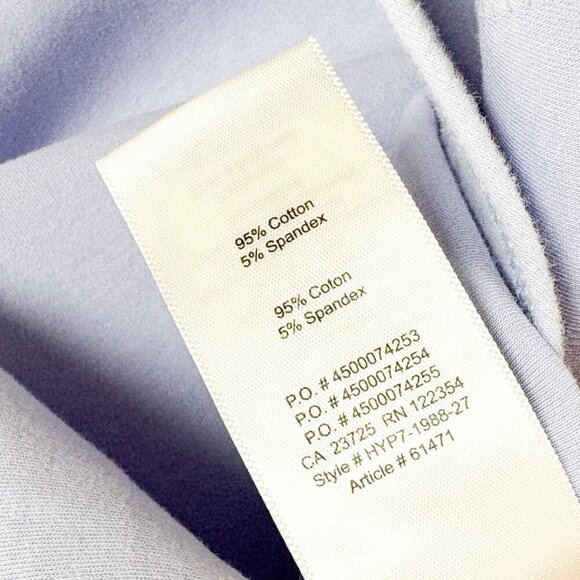 95% Cotton
5% Spandex
95% Coton
5% Spandex
P.O. # 4500074253
P.O. # 4500074254
P.O. # 4500074255
CA 23725 RN 122354
Style # HYP7-1988-27
Article # 61471